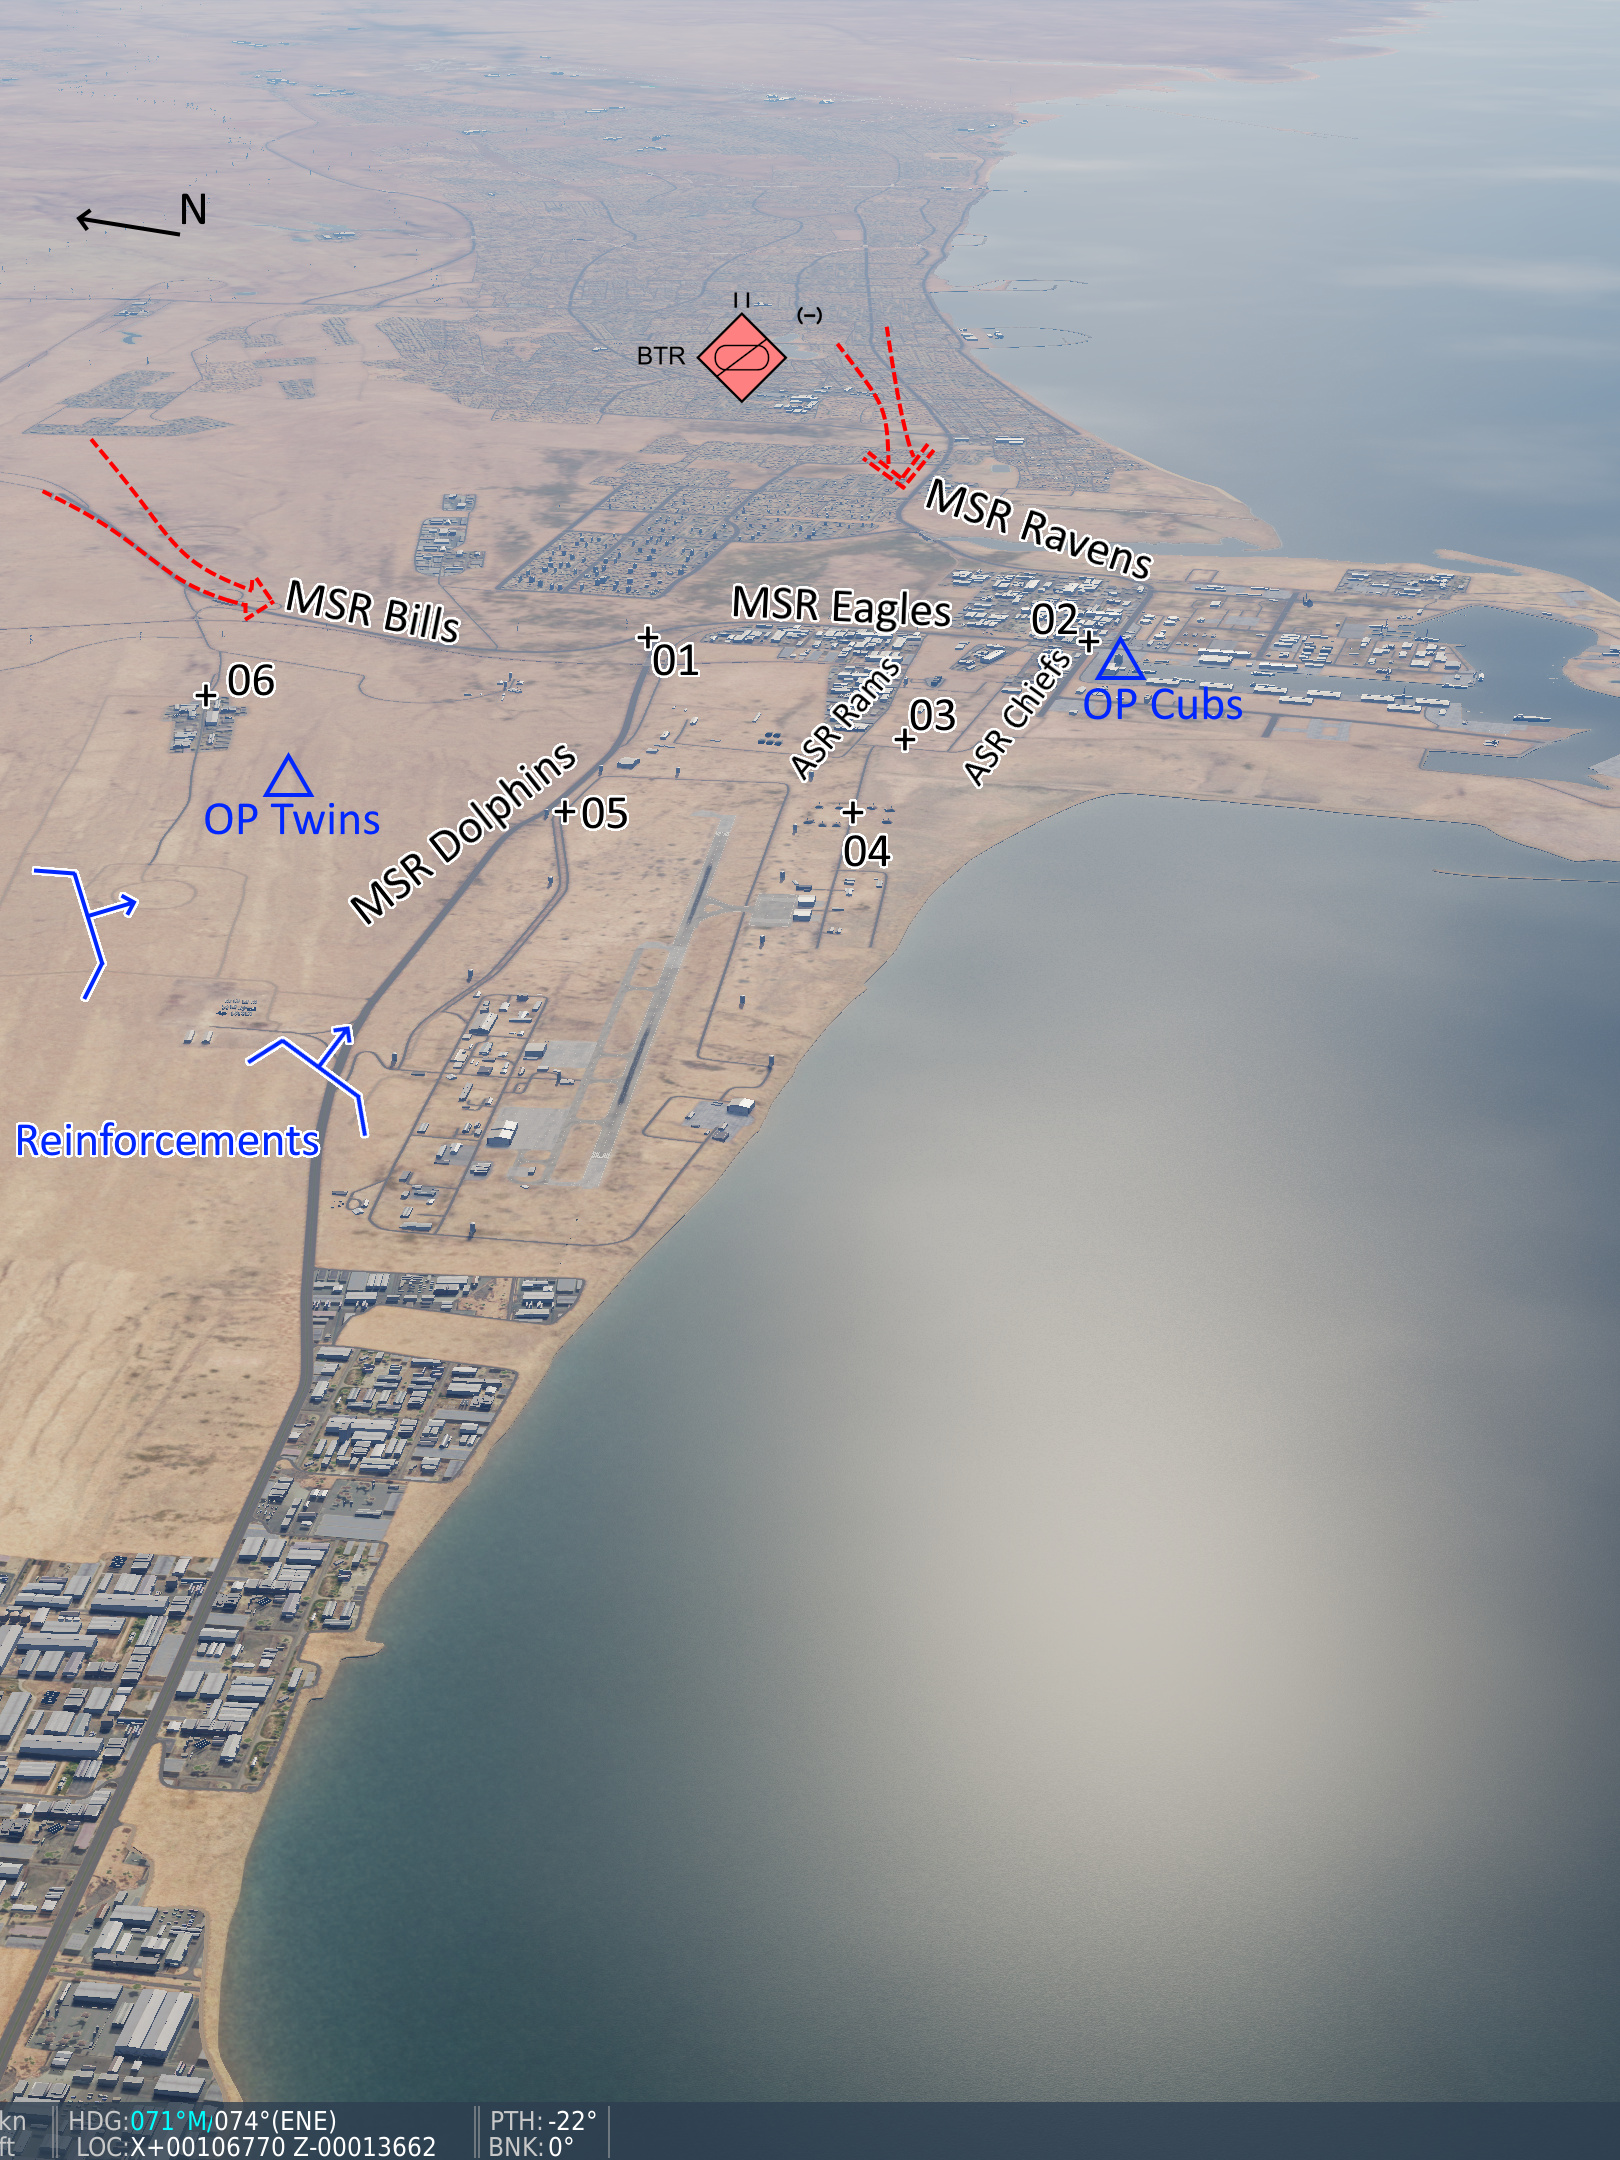 N
II
(–)
BTR
MSR Ravens
MSR Bills
MSR Eagles
02
01
06
ASR Rams
ASR Chiefs
03
OP Cubs
MSR Dolphins
OP Twins
05
04
Reinforcements
kn HDG:071°M/074°(ENE) PTH: -22°
ft LOC:X+00106770 Z-00013662 BNK: 0°